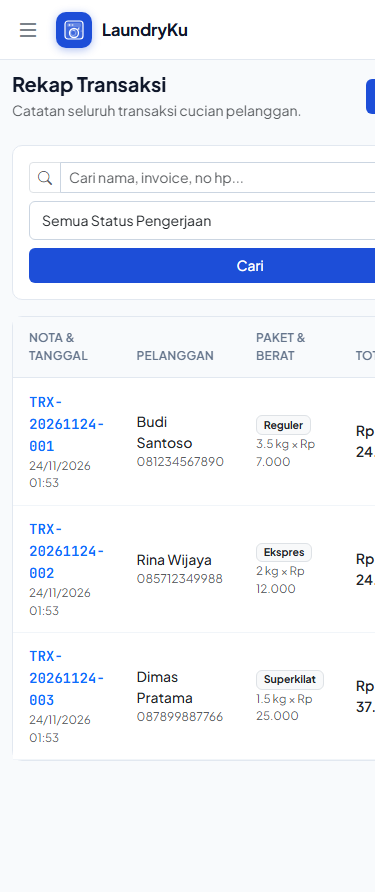 LaundryKu
Rekap Transaksi
Catatan seluruh transaksi cucian pelanggan.
Cari nama, invoice, no hp...
Semua Status Pengerjaan
Cari
NOTA &
TANGGAL
PELANGGAN
PAKET &
BERAT
TRX-
20261124-
001
24/11/2026
01:53
Budi
Santoso
081234567890
Reguler
3.5 kg × Rp
7.000
Rp
TRX-
20261124-
002
24/11/2026
01:53
Rina Wijaya
085712349988
Ekspres
2 kg × Rp
12.000
Rp
TRX-
20261124-
003
24/11/2026
01:53
Dimas
Pratama
087899887766
Superkilat
1.5 kg × Rp
25.000
Rp